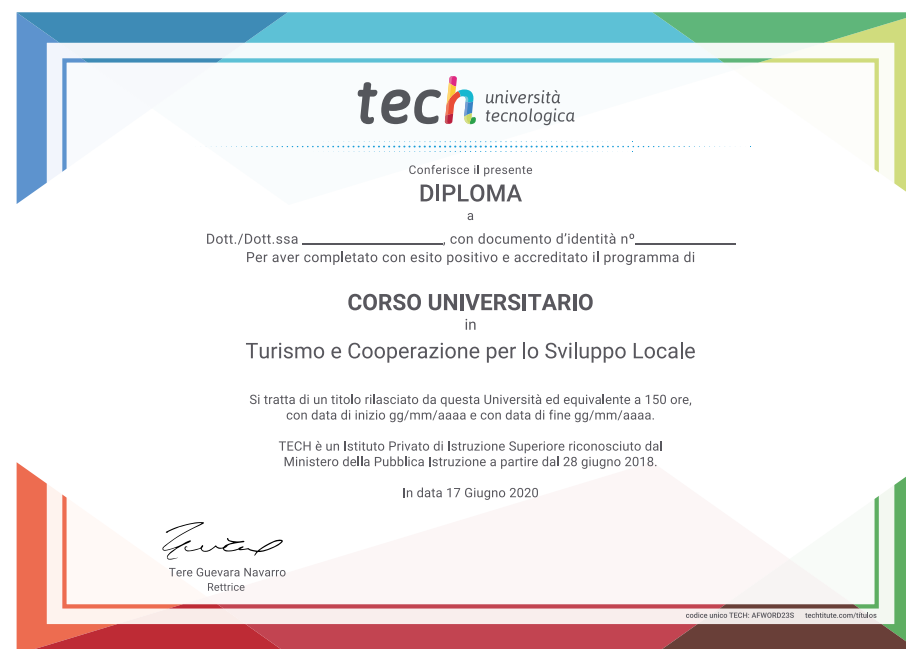 tech università
tecnologica
Conferisce il presente
DIPLOMA
a
Dott./Dott.ssa ____________________, con documento d'identità nº______________
Per aver completato con esito positivo e accreditato il programma di
CORSO UNIVERSITARIO
in
Turismo e Cooperazione per lo Sviluppo Locale
Si tratta di un titolo rilasciato da questa Università ed equivalente a 150 ore,
con data di inizio gg/mm/aaaa e con data di fine gg/mm/aaaa.
TECH è un Istituto Privato di Istruzione Superiore riconosciuto dal
Ministero della Pubblica Istruzione a partire dal 28 giugno 2018.
In data 17 Giugno 2020
Tere Guevara Navarro
Rettrice
codice unico TECH: AFWORD23S techtitute.com/titulos